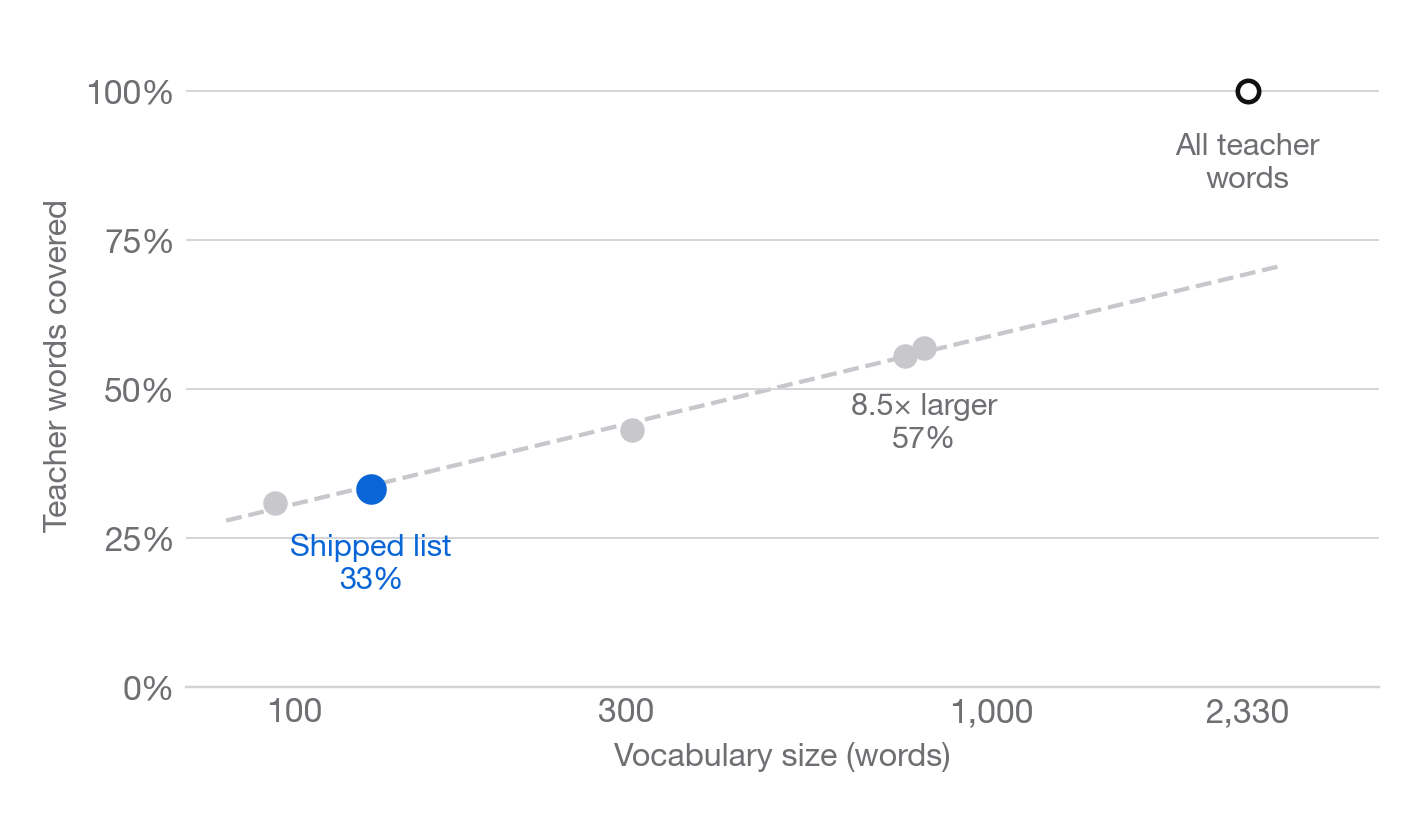 100%
All teacher
words
75%
Teacher words covered
50%
8.5× larger
57%
25%
Shipped list
33%
0%
100
300
1,000
2,330
Vocabulary size (words)